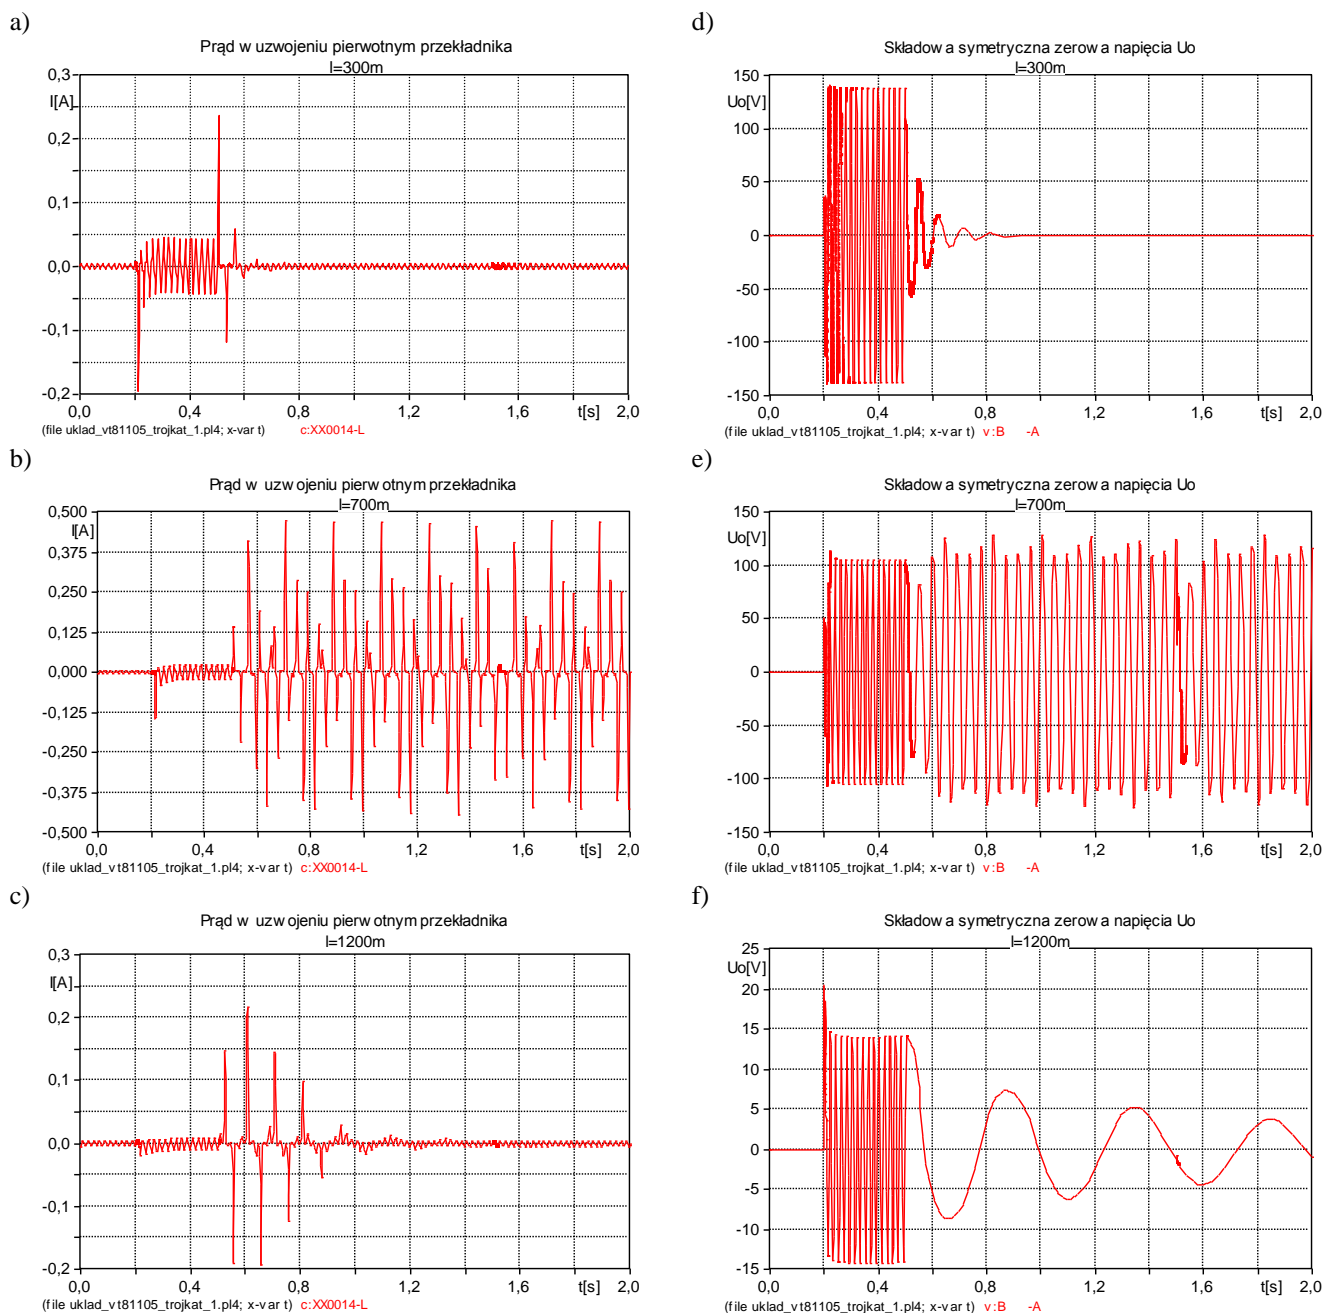 a)
Prąd w uzwojeniu pierwotnym przekładnika
l=300m
0,3
I[A]
0,2
0,1
0,0
-0,1
-0,2
0,0 0,4 0,8 1,2 1,6 t[s] 2,0
(file uklad_vt81105_trojkat_1.pl4; x-var t) c:XX0014-L
d)
Składowa symetryczna zerowa napięcia Uo
l=300m
150
Uo[V]
100
50
0
-50
-100
-150
0,0 0,4 0,8 1,2 1,6 t[s] 2,0
(file uklad_vt81105_trojkat_1.pl4; x-var t) v:B -A
b)
Prąd w uzwojeniu pierwotnym przekładnika
l=700m
0,500
I[A]
0,375
0,250
0,125
0,000
-0,125
-0,250
-0,375
-0,500
0,0 0,4 0,8 1,2 1,6 t[s] 2,0
(file uklad_vt81105_trojkat_1.pl4; x-var t) c:XX0014-L
e)
Składowa symetryczna zerowa napięcia Uo
l=700m
150
Uo[V]
100
50
0
-50
-100
-150
0,0 0,4 0,8 1,2 1,6 t[s] 2,0
(file uklad_vt81105_trojkat_1.pl4; x-var t) v:B -A
c)
Prąd w uzwojeniu pierwotnym przekładnika
l=1200m
0,3
I[A]
0,2
0,1
0,0
-0,1
-0,2
0,0 0,4 0,8 1,2 1,6 t[s] 2,0
(file uklad_vt81105_trojkat_1.pl4; x-var t) c:XX0014-L
f)
Składowa symetryczna zerowa napięcia Uo
l=1200m
25
Uo[V]
20
15
10
5
0
-5
-10
-15
0,0 0,4 0,8 1,2 1,6 t[s] 2,0
(file uklad_vt81105_trojkat_1.pl4; x-var t) v:B -A